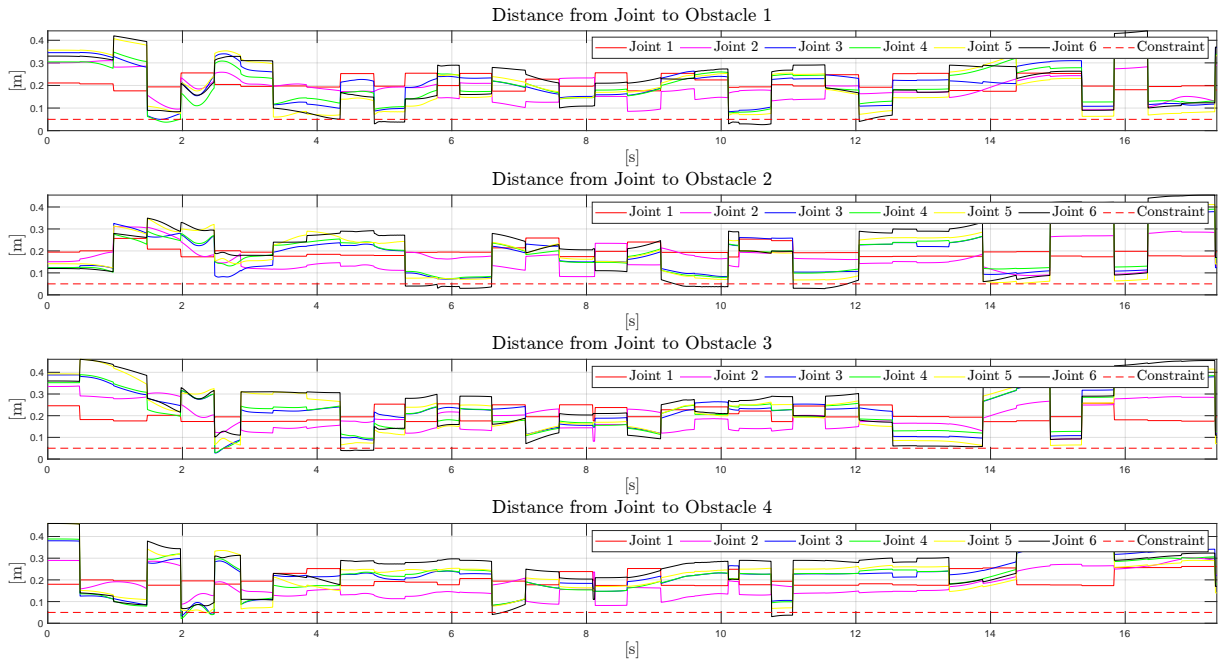 Distance from Joint to Obstacle 1
0.4
0.3
0.2
0.1
0
[m]
Joint 1 Joint 2 Joint 3 Joint 4 Joint 5 Joint 6 Constraint
0 2 4 6 8 10 12 14 16
[s]
Distance from Joint to Obstacle 2
0.4
0.3
0.2
0.1
0
[m]
Joint 1 Joint 2 Joint 3 Joint 4 Joint 5 Joint 6 Constraint
0 2 4 6 8 10 12 14 16
[s]
Distance from Joint to Obstacle 3
0.4
0.3
0.2
0.1
0
[m]
Joint 1 Joint 2 Joint 3 Joint 4 Joint 5 Joint 6 Constraint
0 2 4 6 8 10 12 14 16
[s]
Distance from Joint to Obstacle 4
0.4
0.3
0.2
0.1
0
[m]
Joint 1 Joint 2 Joint 3 Joint 4 Joint 5 Joint 6 Constraint
0 2 4 6 8 10 12 14 16
[s]